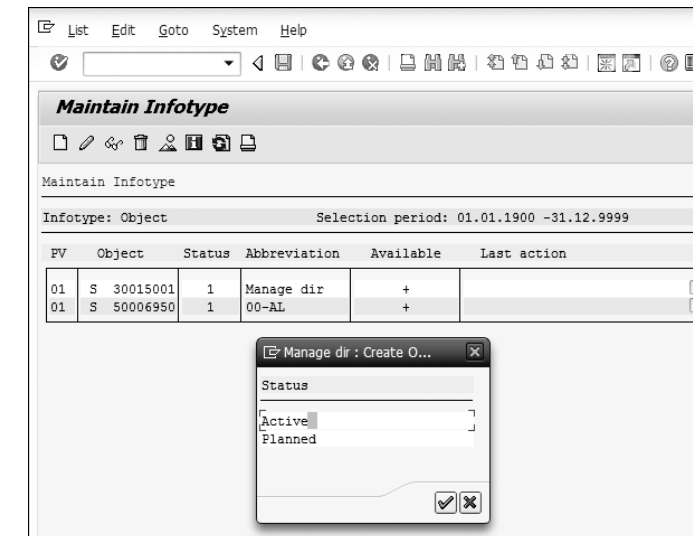 List Edit Goto System Help
Maintain Infotype
Maintain Infotype
Infotype: Object Selection period: 01.01.1900 -31.12.9999
PV Object Status Abbreviation Available Last action
01 S 30015001 1 Manage dir +
01 S 50006950 1 00-AL +
Manage dir : Create O...
Status
Active
Planned